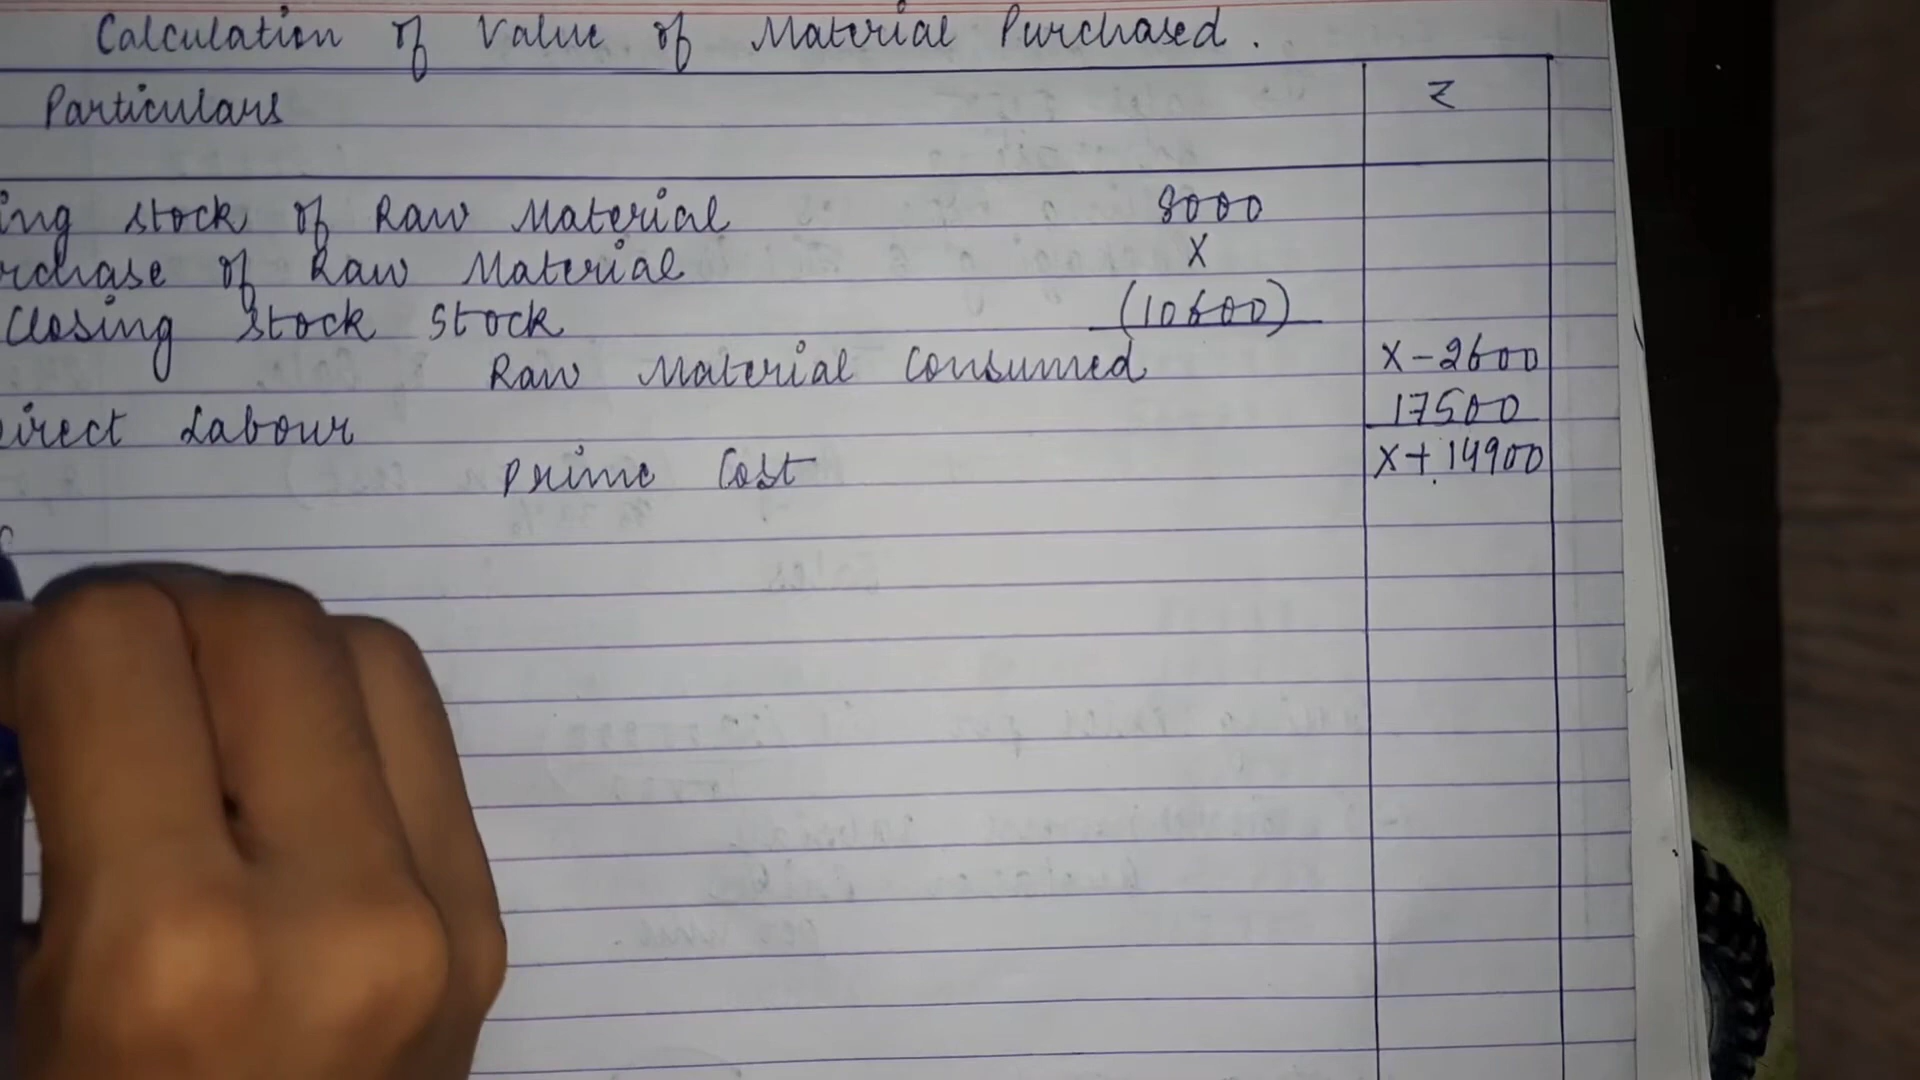 Calculation of Value of Material Purchased.
Particulars ₹
ing stock of Raw Material 8000
rchase of Raw Material X
Closing Stock Stock (10600)
Raw Material Consumed X-2600
irect Labour 17500
Prime Cost X+14900